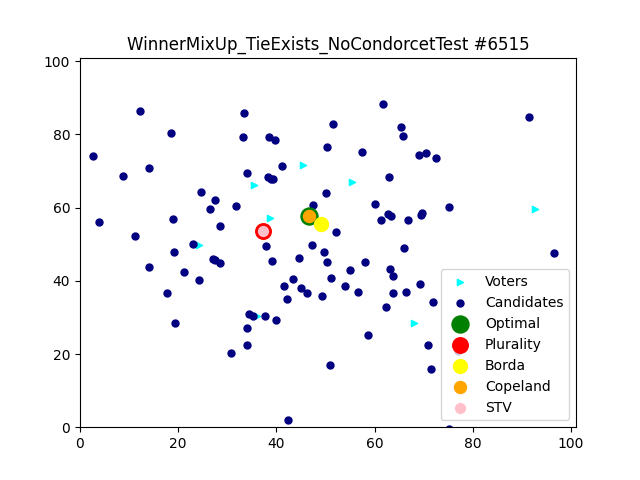 WinnerMixUp_TieExists_NoCondorcetTest #6515
100
80
60
40
20
0
0 20 40 60 80 100
Voters
Candidates
Optimal
Plurality
Borda
Copeland
STV